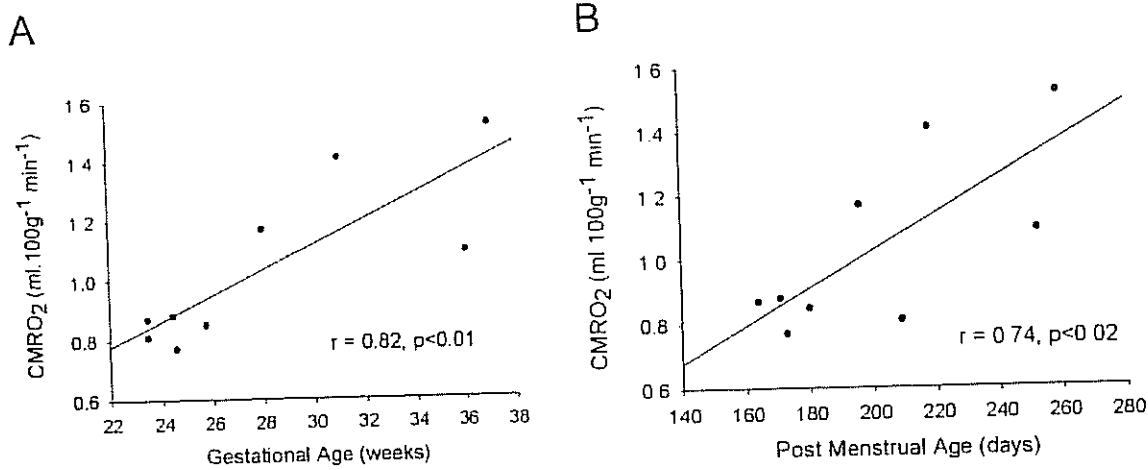 A
B
1 6
1 4
1 2
1.0
0.8
0.6
CMRO2 (ml.100g-1 min-1)
r = 0.82, p<0.01
22 24 26 28 30 32 34 36 38
Gestational Age (weeks)
1 6
1.4
1.2
1.0
0.8
0 6
CMRO2 (ml 100g-1 min-1)
r = 0 74, p<0 02
140 160 180 200 220 240 260 280
Post Menstrual Age (days)